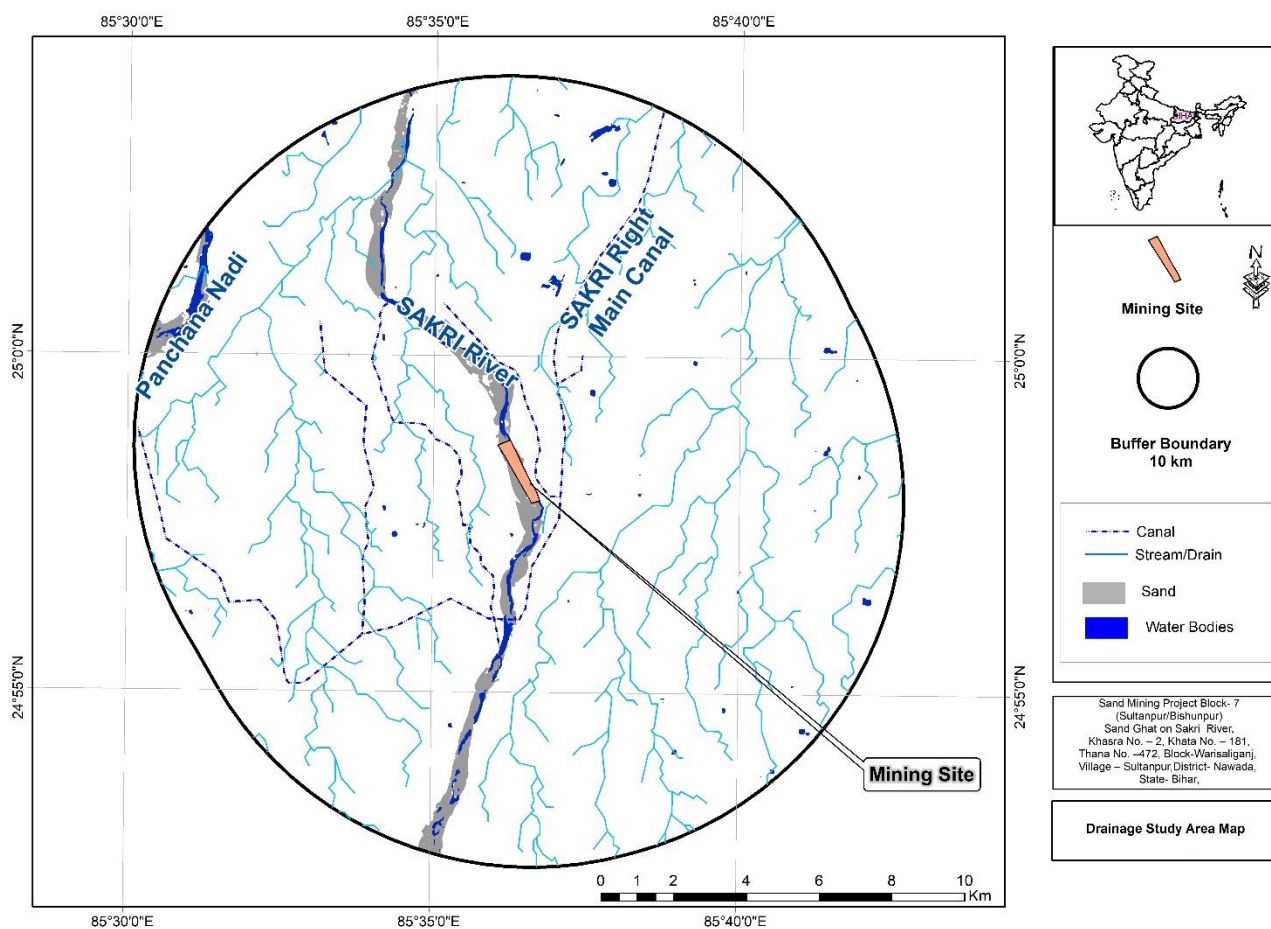 85°30'0"E
85°35'0"E
85°40'0"E
25°0'0"N
24°55'0"N
25°0'0"N
24°55'0"N
Panchana Nadi
SAKRI River
SAKRI Right
Main Canal
Mining Site
0 1 2 4 6 8 10
Km
85°30'0"E
85°35'0"E
85°40'0"E
N
Mining Site
Buffer Boundary
10 km
Canal
Stream/Drain
Sand
Water Bodies
Sand Mining Project Block- 7
(Sultanpur/Bishunpur)
Sand Ghat on Sakri River,
Khasra No. – 2, Khata No. – 181,
Thana No. –472, Block-Warisaliganj,
Village – Sultanpur,District- Nawada,
State- Bihar,
Drainage Study Area Map